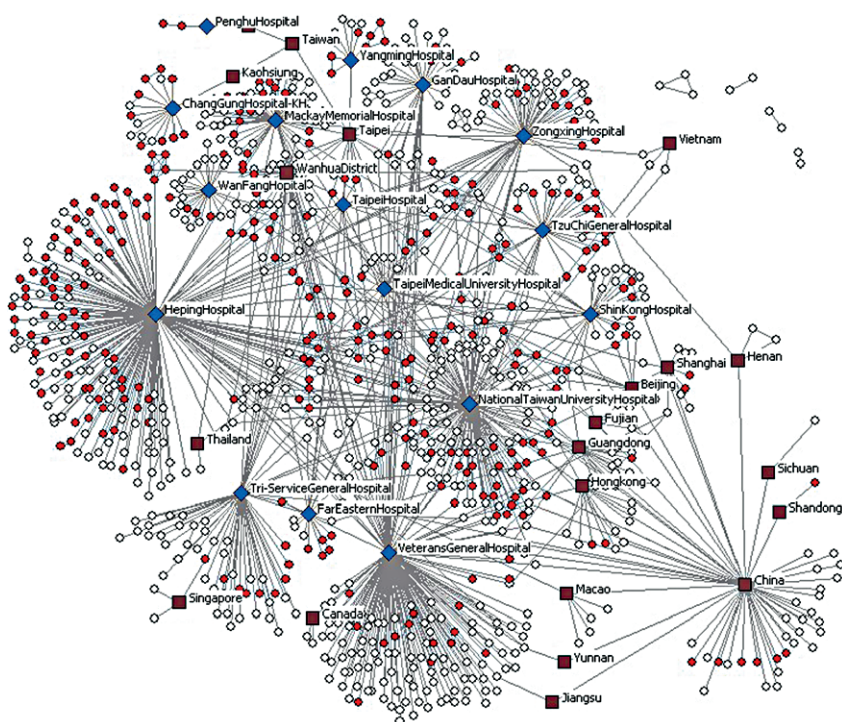 PenghuHospital
Taiwan
YangmingHospital
Kaohsiung
GanDauHospital
ChangGungHospital-KH
MackayMemorialHospital
Taipei
ZongxingHospital
Vietnam
WanhuaDistrict
WanFangHopital
TaipeiHospital
TzuChiGeneralHospital
TaipeiMedicalUniversityHospital
HepingHospital
ShinKongHospital
Shanghai
Henan
Beijing
NationalTaiwanUniversityHospital
Fujian
Thailand
Guangdong
Sichuan
Hongkong
Tri-ServiceGeneralHospital
Shandong
FarEasternHospital
VeteransGeneralHospital
China
Macao
Singapore
Canada
Yunnan
Jiangsu